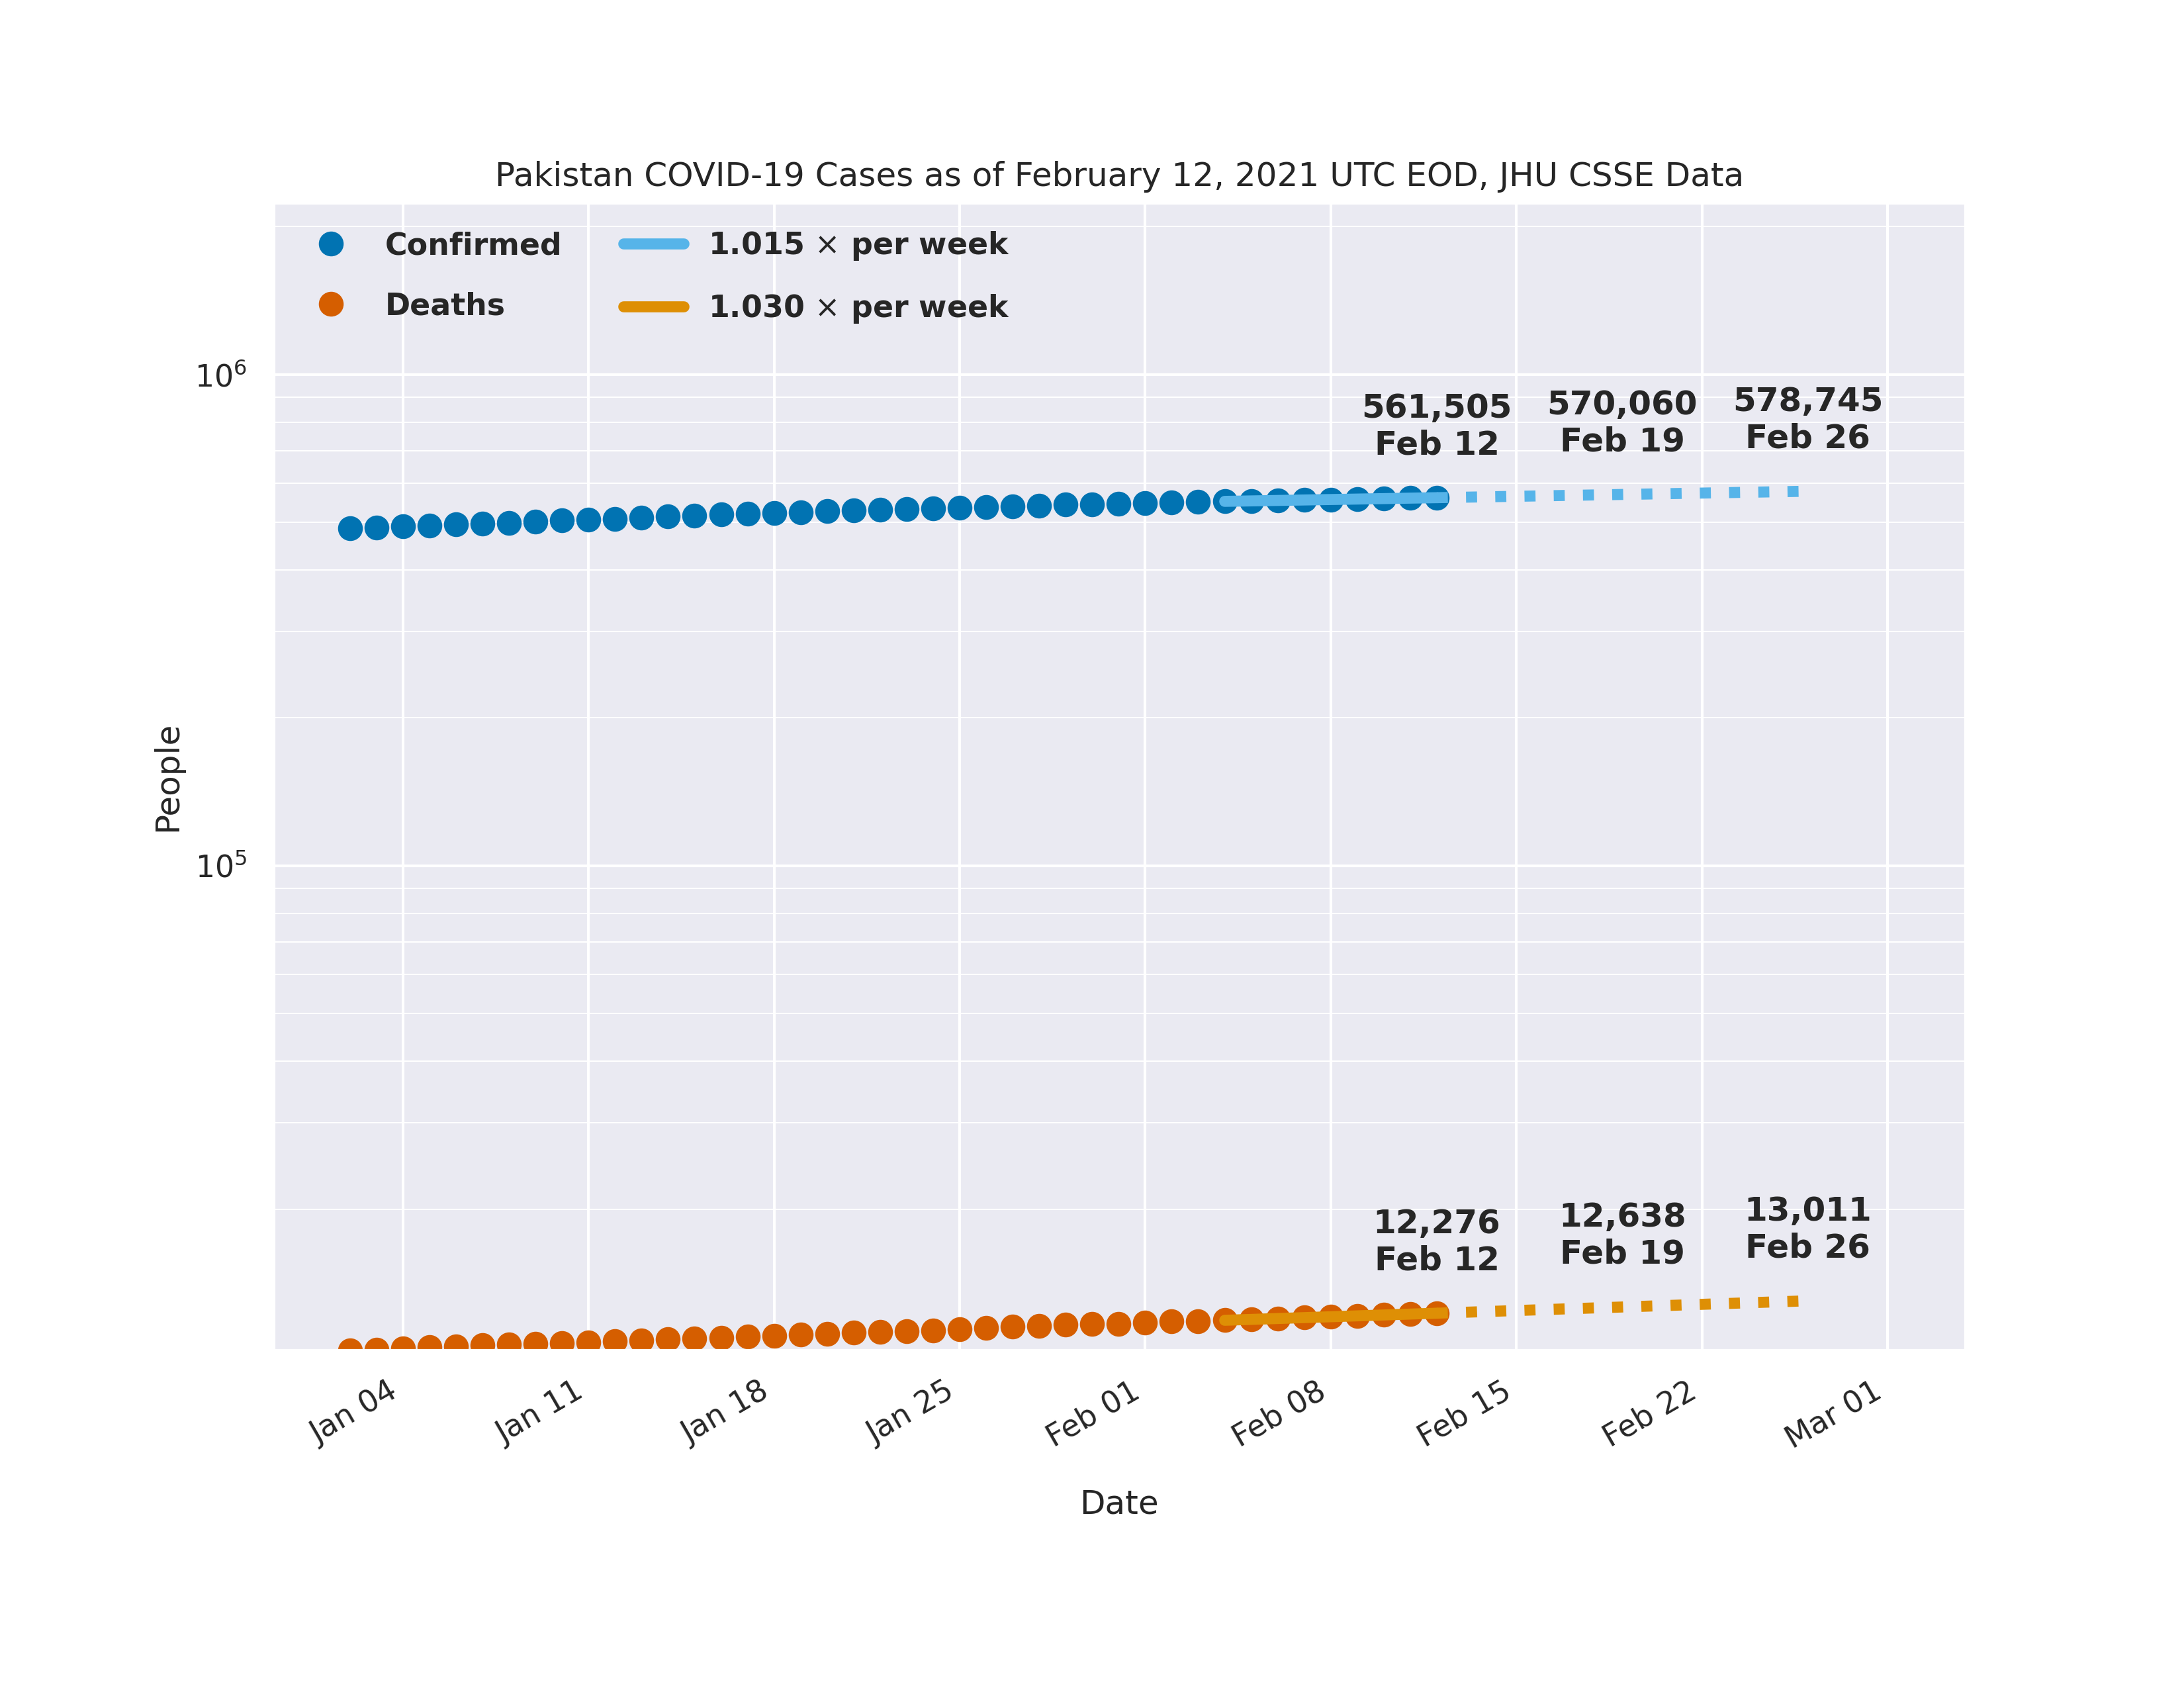 Pakistan COVID-19 Cases as of February 12, 2021 UTC EOD, JHU CSSE Data
Confirmed
Deaths
1.015 × per week
1.030 × per week
10⁶
10⁵
People
561,505
Feb 12
570,060
Feb 19
578,745
Feb 26
12,276
Feb 12
12,638
Feb 19
13,011
Feb 26
Jan 04
Jan 11
Jan 18
Jan 25
Feb 01
Feb 08
Feb 15
Feb 22
Mar 01
Date